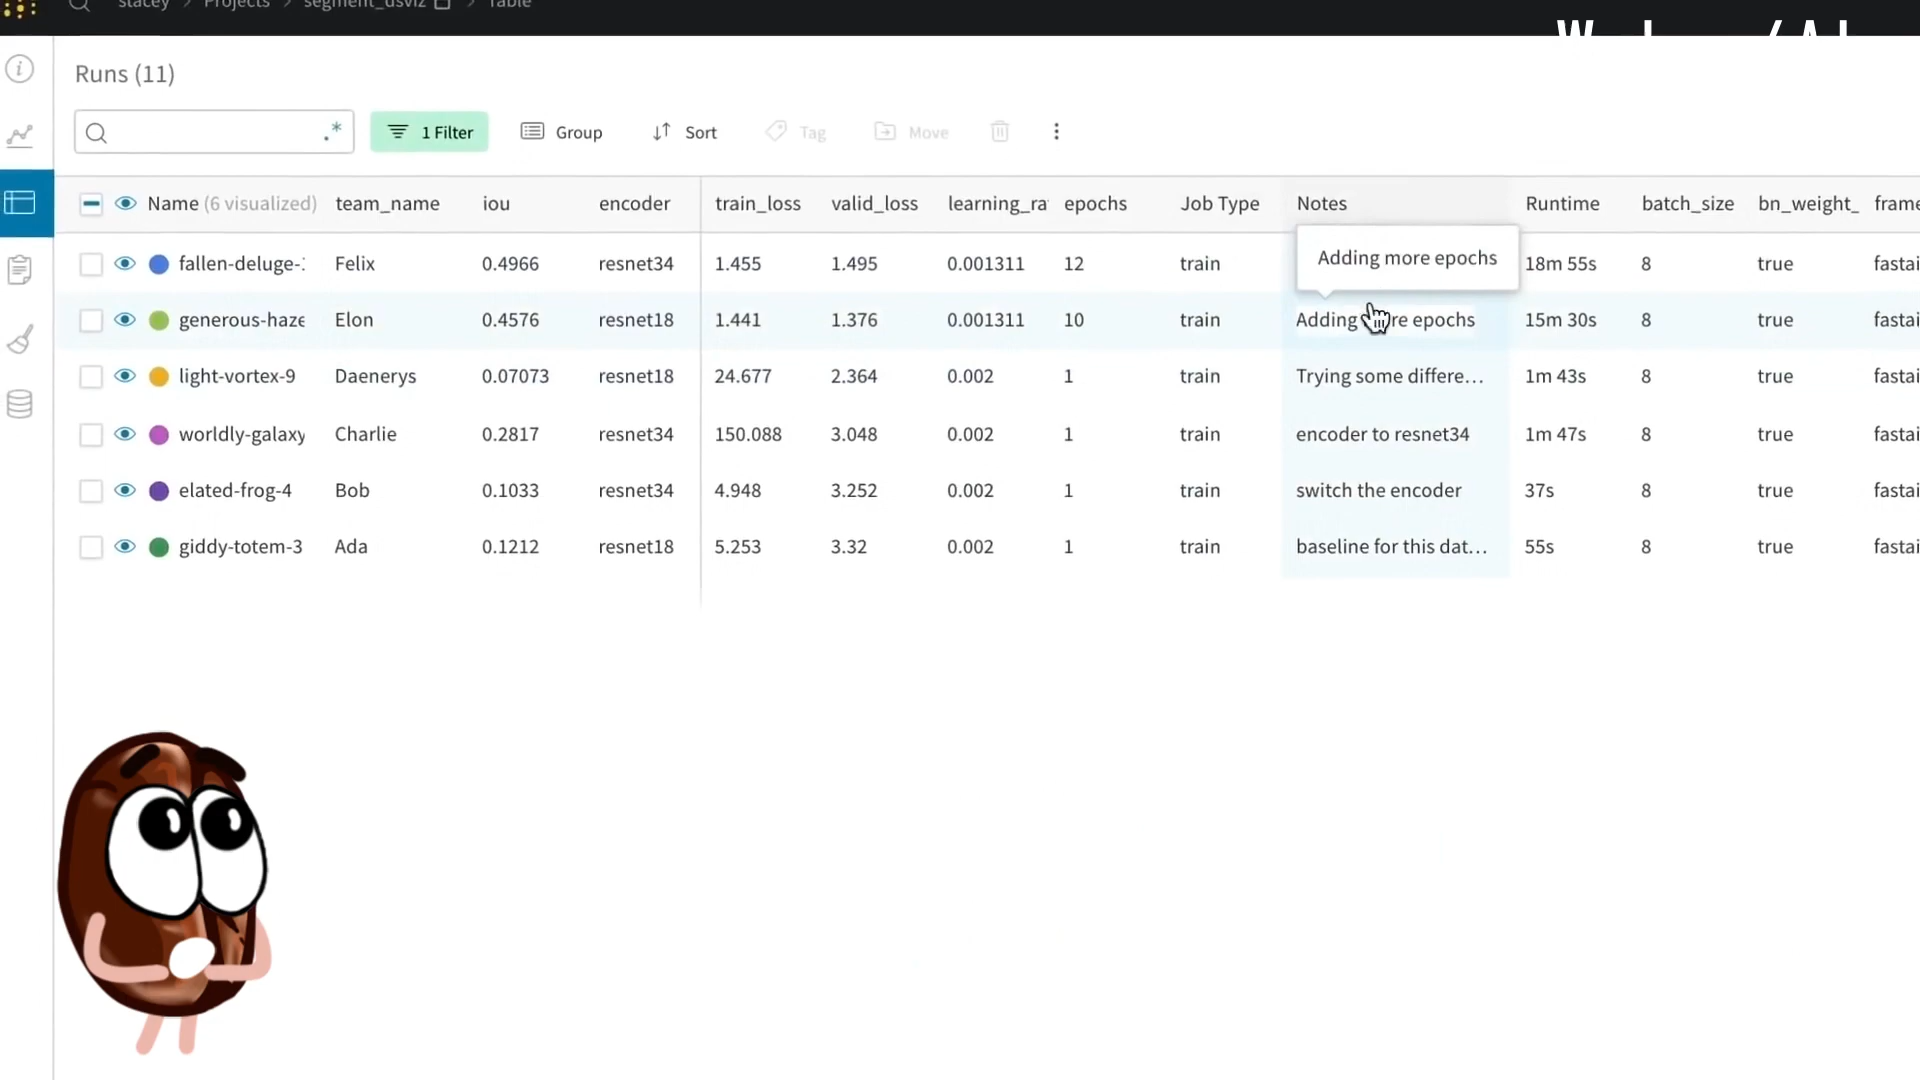 stacey > Projects > segment_dsviz > Table
Runs (11)
.*
1 Filter
Group
Sort
Tag
Move
Name (6 visualized) team_name iou encoder train_loss valid_loss learning_ra epochs Job Type Notes Runtime batch_size bn_weight_ frame
Adding more epochs
fallen-deluge- Felix 0.4966 resnet34 1.455 1.495 0.001311 12 train 18m 55s 8 true fastai
generous-haze Elon 0.4576 resnet18 1.441 1.376 0.001311 10 train Adding more epochs 15m 30s 8 true fastai
light-vortex-9 Daenerys 0.07073 resnet18 24.677 2.364 0.002 1 train Trying some differe... 1m 43s 8 true fastai
worldly-galaxy Charlie 0.2817 resnet34 150.088 3.048 0.002 1 train encoder to resnet34 1m 47s 8 true fastai
elated-frog-4 Bob 0.1033 resnet34 4.948 3.252 0.002 1 train switch the encoder 37s 8 true fastai
giddy-totem-3 Ada 0.1212 resnet18 5.253 3.32 0.002 1 train baseline for this dat... 55s 8 true fastai